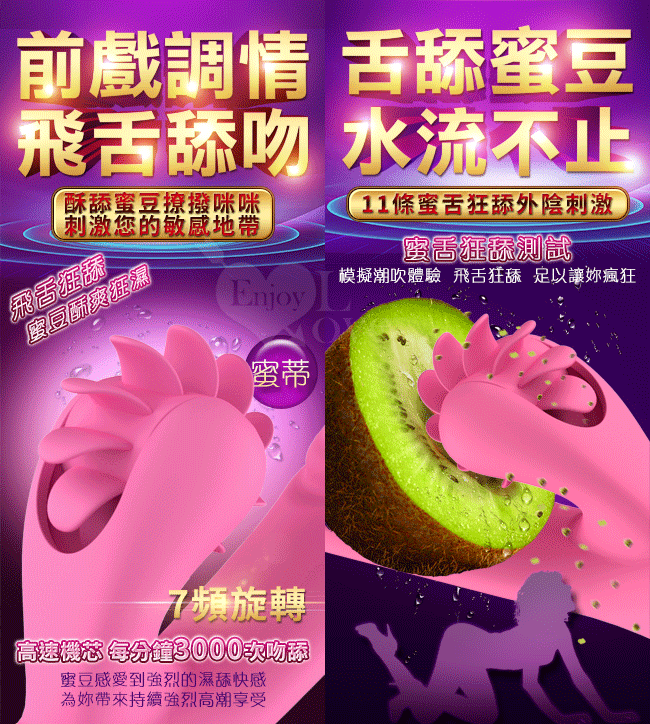 前戲調情
飛舌舔吻
酥舔蜜豆撩撥咪咪
刺激您的敏感地帶
飛舌狂舔
蜜豆酥爽狂濕
Enjoy
蜜蒂
7頻旋轉
高速機芯 每分鐘3000次吻舔
蜜豆感愛到強烈的濕舔快感
為妳帶來持續強烈高潮享受
舌舔蜜豆
水流不止
11條蜜舌狂舔外陰刺激
蜜舌狂舔測試
模擬潮吹體驗 飛舌狂舔 足以讓妳瘋狂